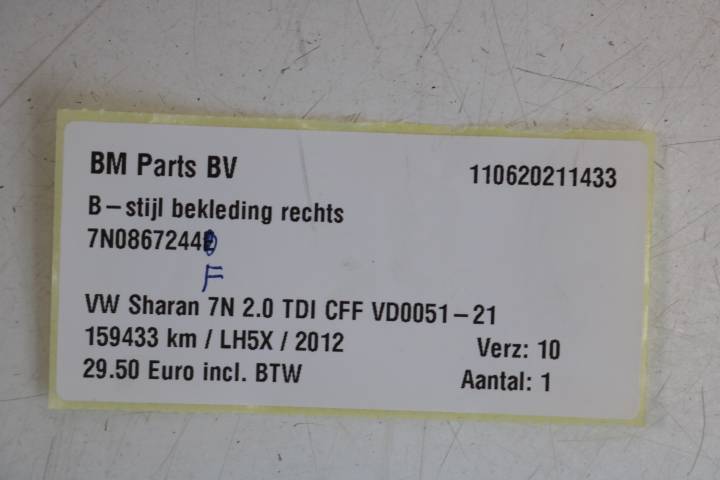 BM Parts BV
110620211433
B-stijl bekleding rechts
7N0867244
F
VW Sharan 7N 2.0 TDI CFF VD0051-21
159433 km / LH5X / 2012
Verz: 10
29.50 Euro incl. BTW
Aantal: 1